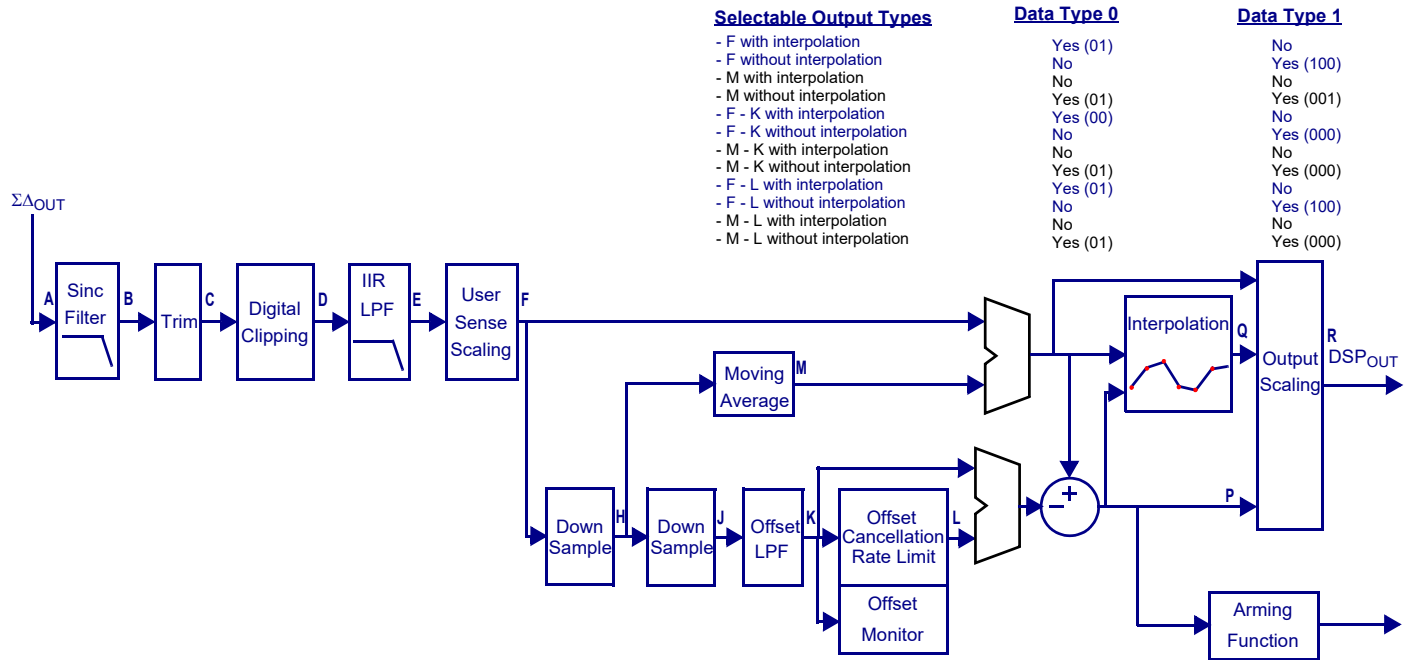 Selectable Output Types Data Type 0 Data Type 1
- F with interpolation Yes (01) No
- F without interpolation No Yes (100)
- M with interpolation No No
- M without interpolation Yes (01) Yes (001)
- F - K with interpolation Yes (00) No
- F - K without interpolation No Yes (000)
- M - K with interpolation No No
- M - K without interpolation Yes (01) Yes (000)
- F - L with interpolation Yes (01) No
- F - L without interpolation No Yes (100)
- M - L with interpolation No No
- M - L without interpolation Yes (01) Yes (000)
ΣΔOUT
A
Sinc
Filter
B
Trim
C
Digital
Clipping
D
IIR
LPF
E
User
Sense
Scaling
F
Moving
Average
M
Interpolation
Q
Output
Scaling
R
DSPOUT
Down
Sample
H
Down
Sample
J
Offset
LPF
K
Offset
Cancellation
Rate Limit
L
Offset
Monitor
+
−
P
Arming
Function